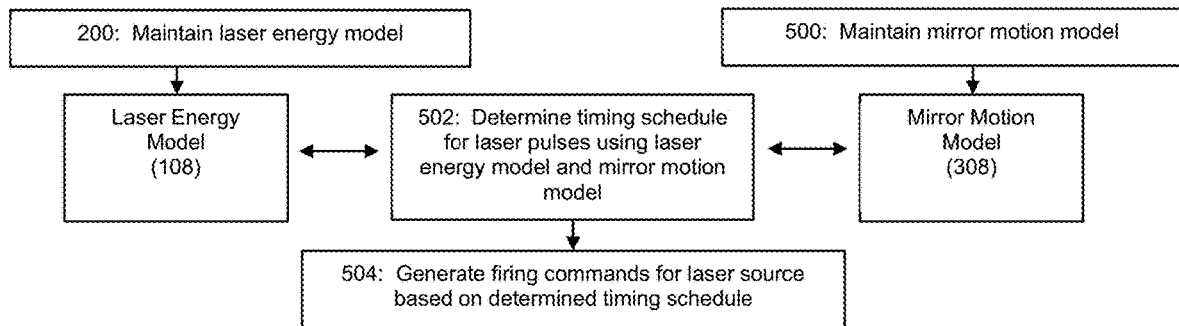 200: Maintain laser energy model
500: Maintain mirror motion model
Laser Energy
Model
(108)
502: Determine timing schedule
for laser pulses using laser
energy model and mirror motion
model
Mirror Motion
Model
(308)
504: Generate firing commands for laser source
based on determined timing schedule